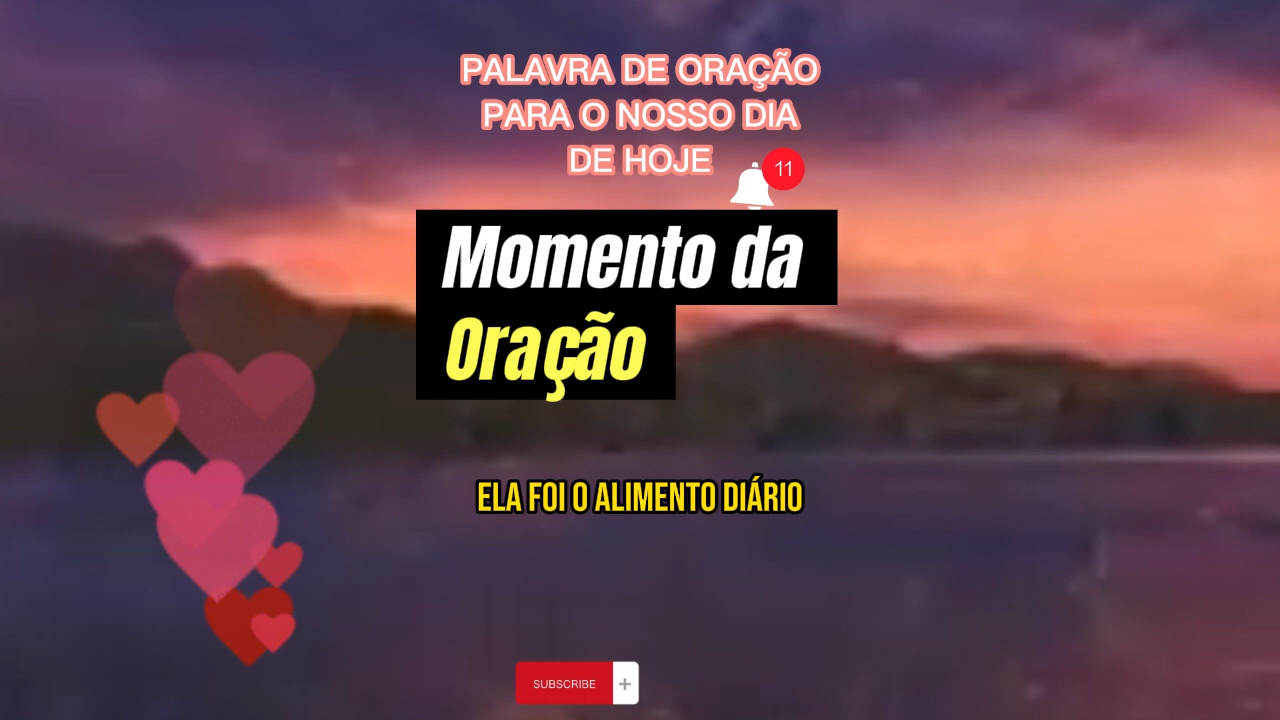 PALAVRA DE ORAÇÃO
PARA O NOSSO DIA
DE HOJE
11
Momento da
Oração
ELA FOI O ALIMENTO DIÁRIO
SUBSCRIBE +